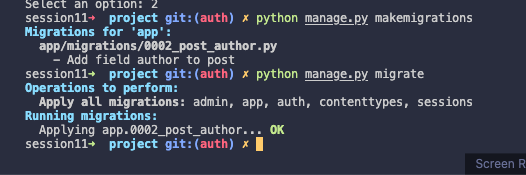 Select an option: 2
session11➜  project git:(auth) ✗ python manage.py makemigrations
Migrations for 'app':
  app/migrations/0002_post_author.py
    - Add field author to post
session11➜  project git:(auth) ✗ python manage.py migrate
Operations to perform:
  Apply all migrations: admin, app, auth, contenttypes, sessions
Running migrations:
  Applying app.0002_post_author... OK
session11➜  project git:(auth) ✗
Screen R